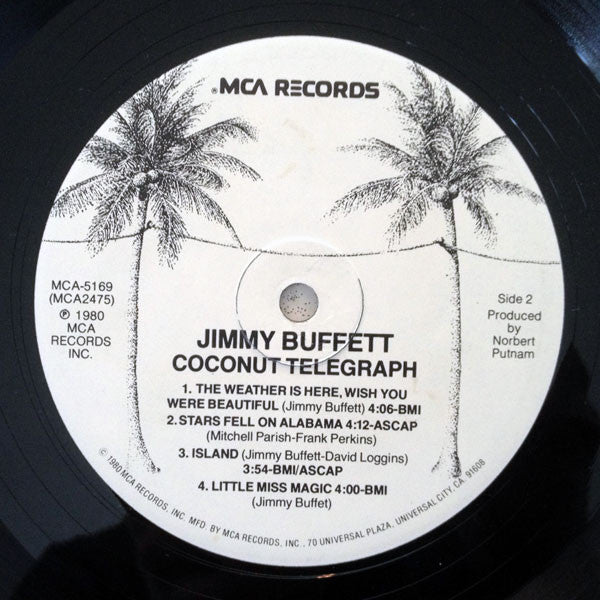 ® MCA RECORDS
MCA-5169
(MCA2475)
℗ 1980
MCA
RECORDS
INC.
Side 2
Produced
by
Norbert
Putnam
JIMMY BUFFETT
COCONUT TELEGRAPH
1. THE WEATHER IS HERE, WISH YOU
WERE BEAUTIFUL (Jimmy Buffett) 4:06-BMI
2. STARS FELL ON ALABAMA 4:12-ASCAP
(Mitchell Parish-Frank Perkins)
3. ISLAND (Jimmy Buffett-David Loggins)
3:54-BMI/ASCAP
4. LITTLE MISS MAGIC 4:00-BMI
(Jimmy Buffet)
© 1980 MCA RECORDS, INC. MFD. BY MCA RECORDS, INC., 70 UNIVERSAL PLAZA, UNIVERSAL CITY, CA 91608